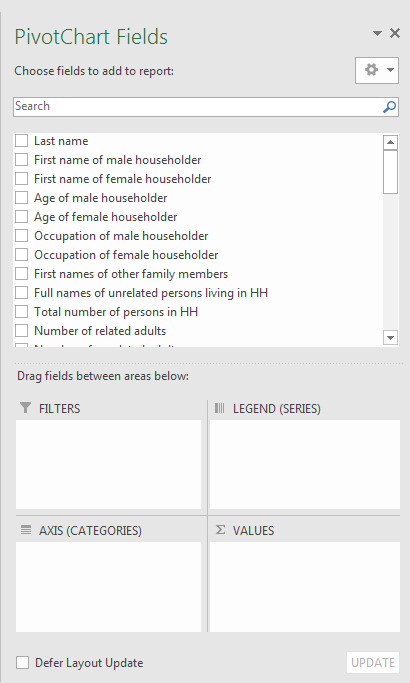 PivotChart Fields
Choose fields to add to report:
Search
Last name
First name of male householder
First name of female householder
Age of male householder
Age of female householder
Occupation of male householder
Occupation of female householder
First names of other family members
Full names of unrelated persons living in HH
Total number of persons in HH
Number of related adults
Drag fields between areas below:
FILTERS
LEGEND (SERIES)
AXIS (CATEGORIES)
VALUES
Defer Layout Update
UPDATE